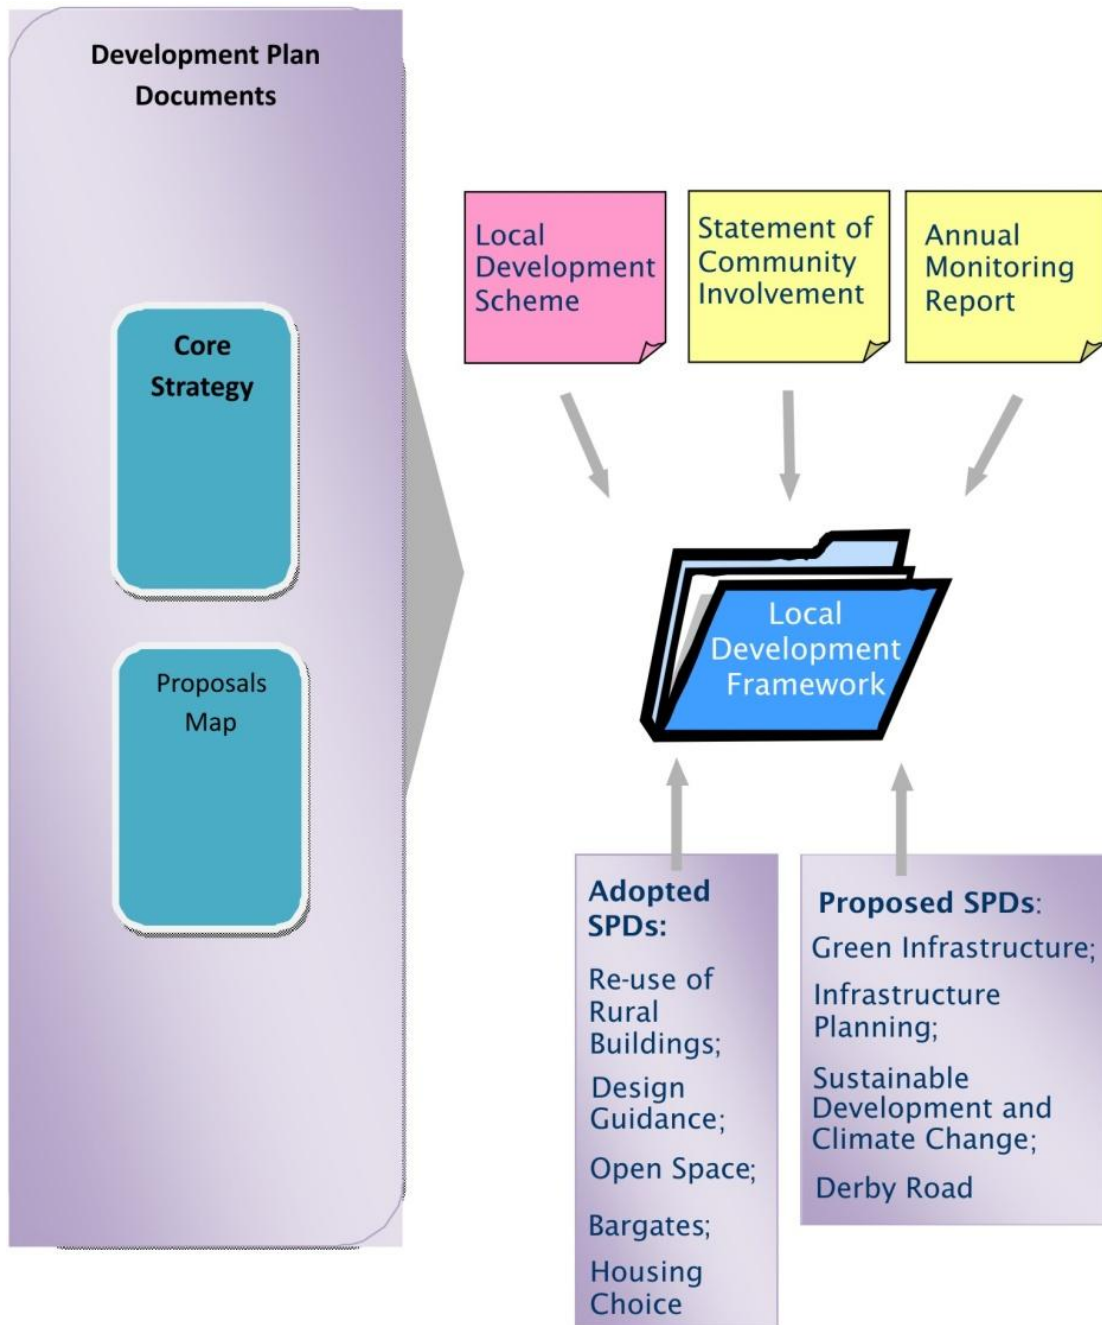 Development Plan
Documents
Core
Strategy
Proposals
Map
Local
Development
Scheme
Statement of
Community
Involvement
Annual
Monitoring
Report
Local
Development
Framework
Adopted
SPDs:
Re-use of
Rural
Buildings;
Design
Guidance;
Open Space;
Bargates;
Housing
Choice
Proposed SPDs:
Green Infrastructure;
Infrastructure
Planning;
Sustainable
Development and
Climate Change;
Derby Road